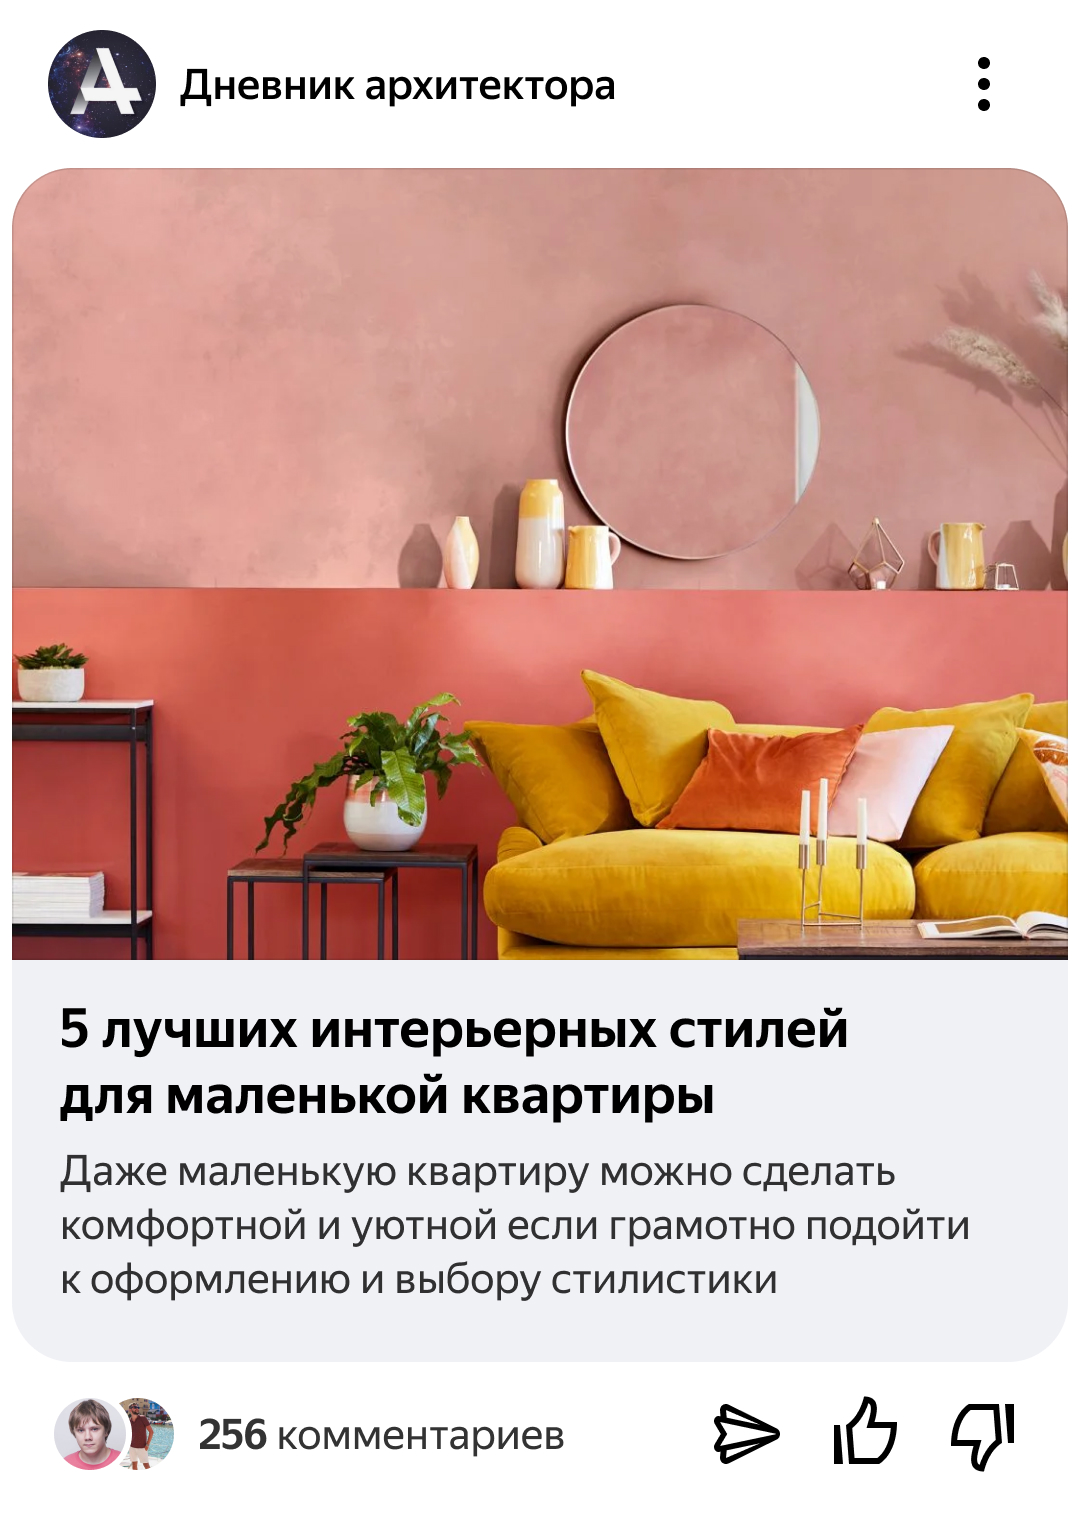 Дневник архитектора
5 лучших интерьерных стилей
для маленькой квартиры
Даже маленькую квартиру можно сделать
комфортной и уютной если грамотно подойти
к оформлению и выбору стилистики
256 комментариев